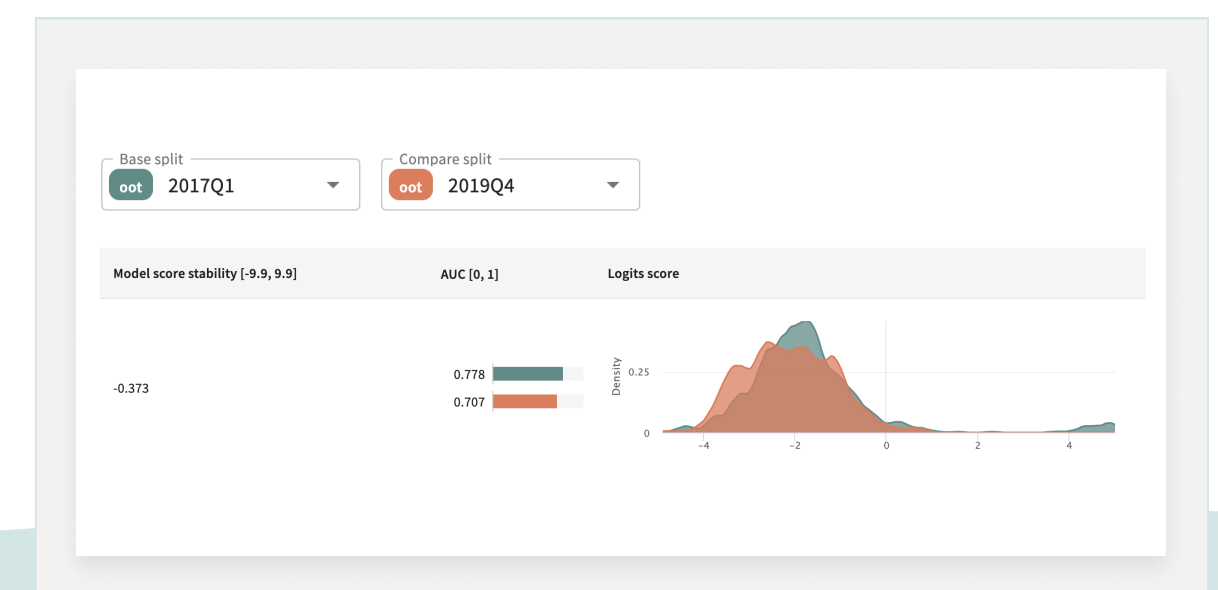 Base split
Compare split
oot 2017Q1
oot 2019Q4
Model score stability [-9.9, 9.9]
AUC [0, 1]
Logits score
-0.373
0.778
0.707
Density
0.25
0
−4
−2
0
2
4